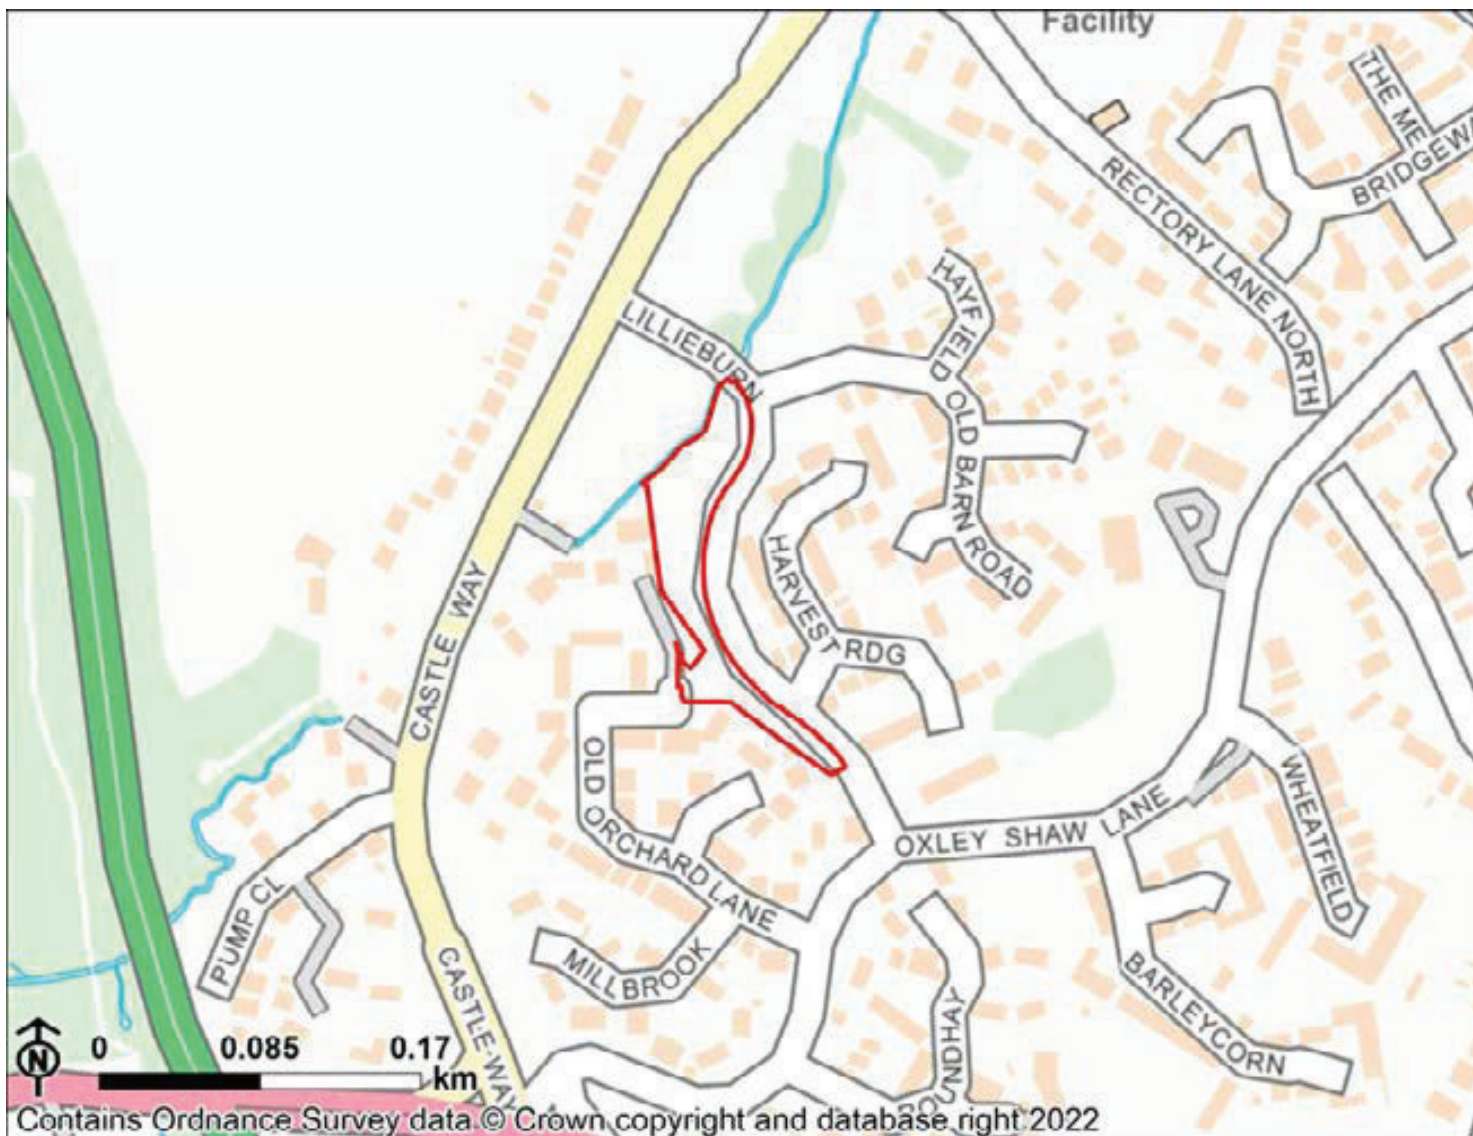 Facility
THE ME
BRIDGEWA
RECTORY LANE NORTH
HAYFIELD
LILLIEBURN
OLD BARN ROAD
HARVEST RDG
CASTLE WAY
OLD ORCHARD LANE
OXLEY SHAW LANE
WHEATFIELD
PUMP CL
MILLBROOK
CASTLE WAY
BARLEYCORN
OUNDHAY
OUNDHAY
N
0 0.085 0.17
km
Contains Ordnance Survey data © Crown copyright and database right 2022